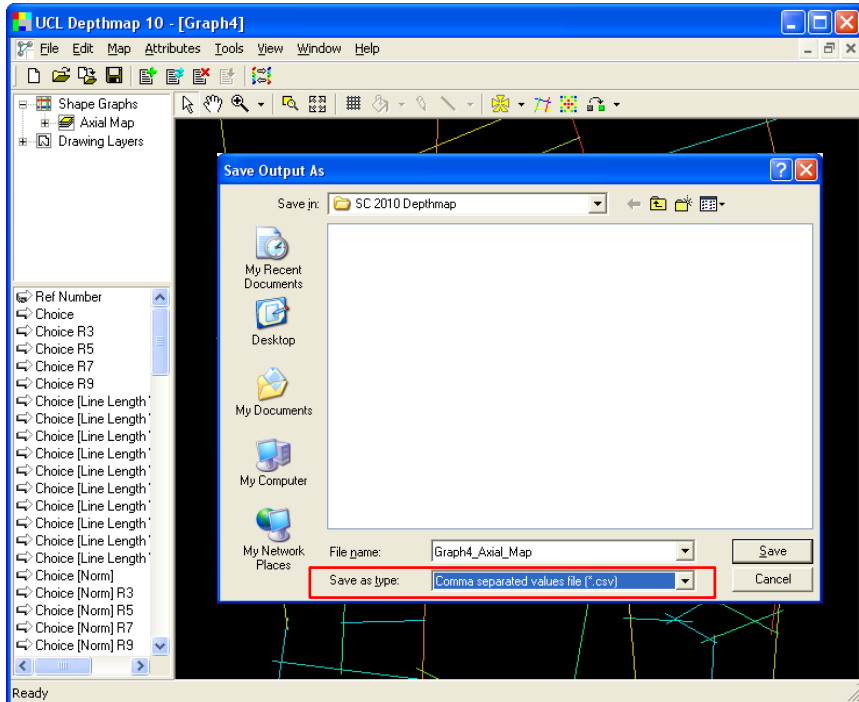 UCL Depthmap 10 - [Graph4]
File Edit Map Attributes Tools View Window Help
Shape Graphs
Axial Map
Drawing Layers
Save Output As
Save in: SC 2010 Depthmap
My Recent
Documents
Desktop
My Documents
My Computer
My Network
Places
File name: Graph4_Axial_Map Save
Save as type: Comma separated values file (*.csv) Cancel
Ref Number
Choice
Choice R3
Choice R5
Choice R7
Choice R9
Choice [Line Length
Choice [Line Length
Choice [Line Length
Choice [Line Length
Choice [Line Length
Choice [Line Length
Choice [Line Length
Choice [Line Length
Choice [Line Length
Choice [Line Length
Choice [Norm]
Choice [Norm] R3
Choice [Norm] R5
Choice [Norm] R7
Choice [Norm] R9
Ready